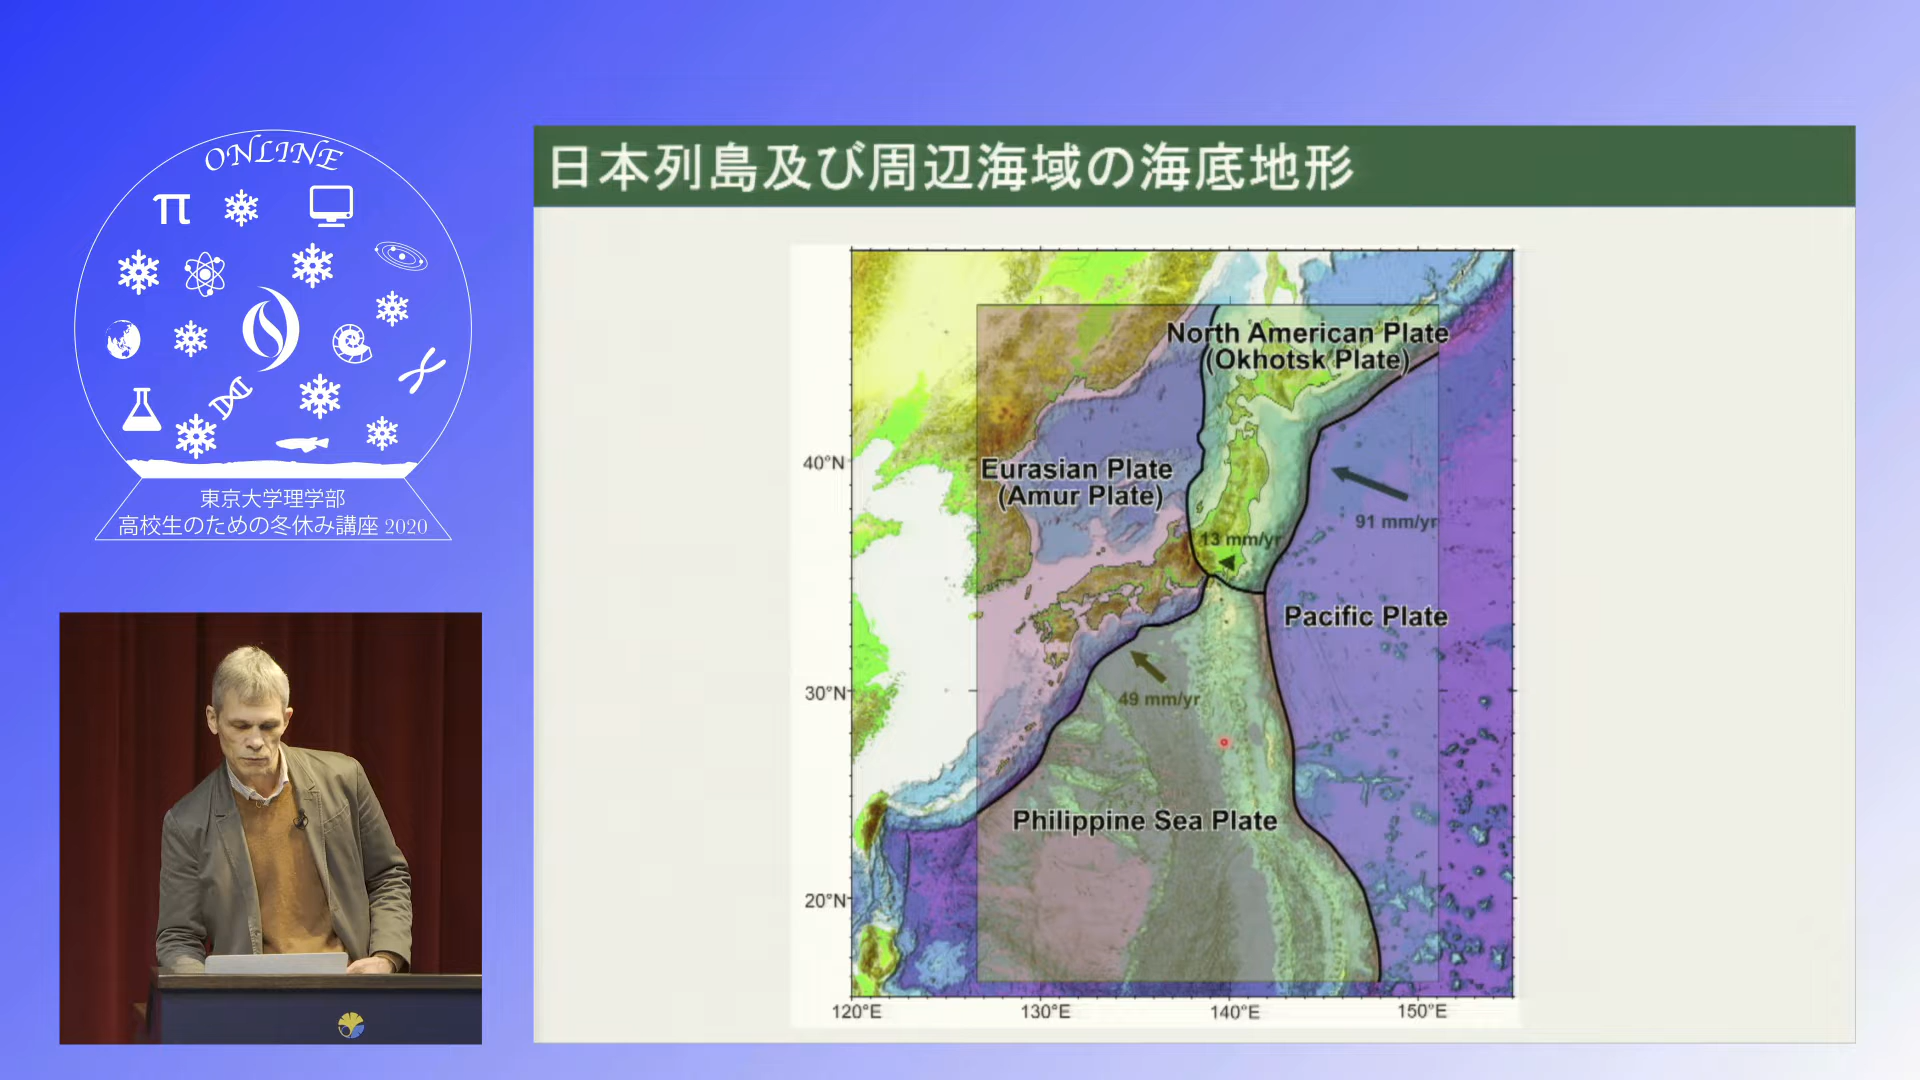 ONLINE
π
東京大学理学部
高校生のための冬休み講座 2020
日本列島及び周辺海域の海底地形
North American Plate
(Okhotsk Plate)
40°N
Eurasian Plate
(Amur Plate)
91 mm/yr
13 mm/yr
Pacific Plate
30°N
49 mm/yr
Philippine Sea Plate
20°N
120°E
130°E
140°E
150°E